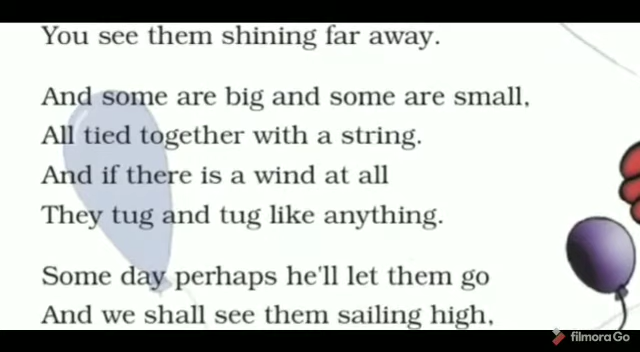 You see them shining far away.
And some are big and some are small,
All tied together with a string.
And if there is a wind at all
They tug and tug like anything.
Some day perhaps he'll let them go
And we shall see them sailing high,
filmoraGo